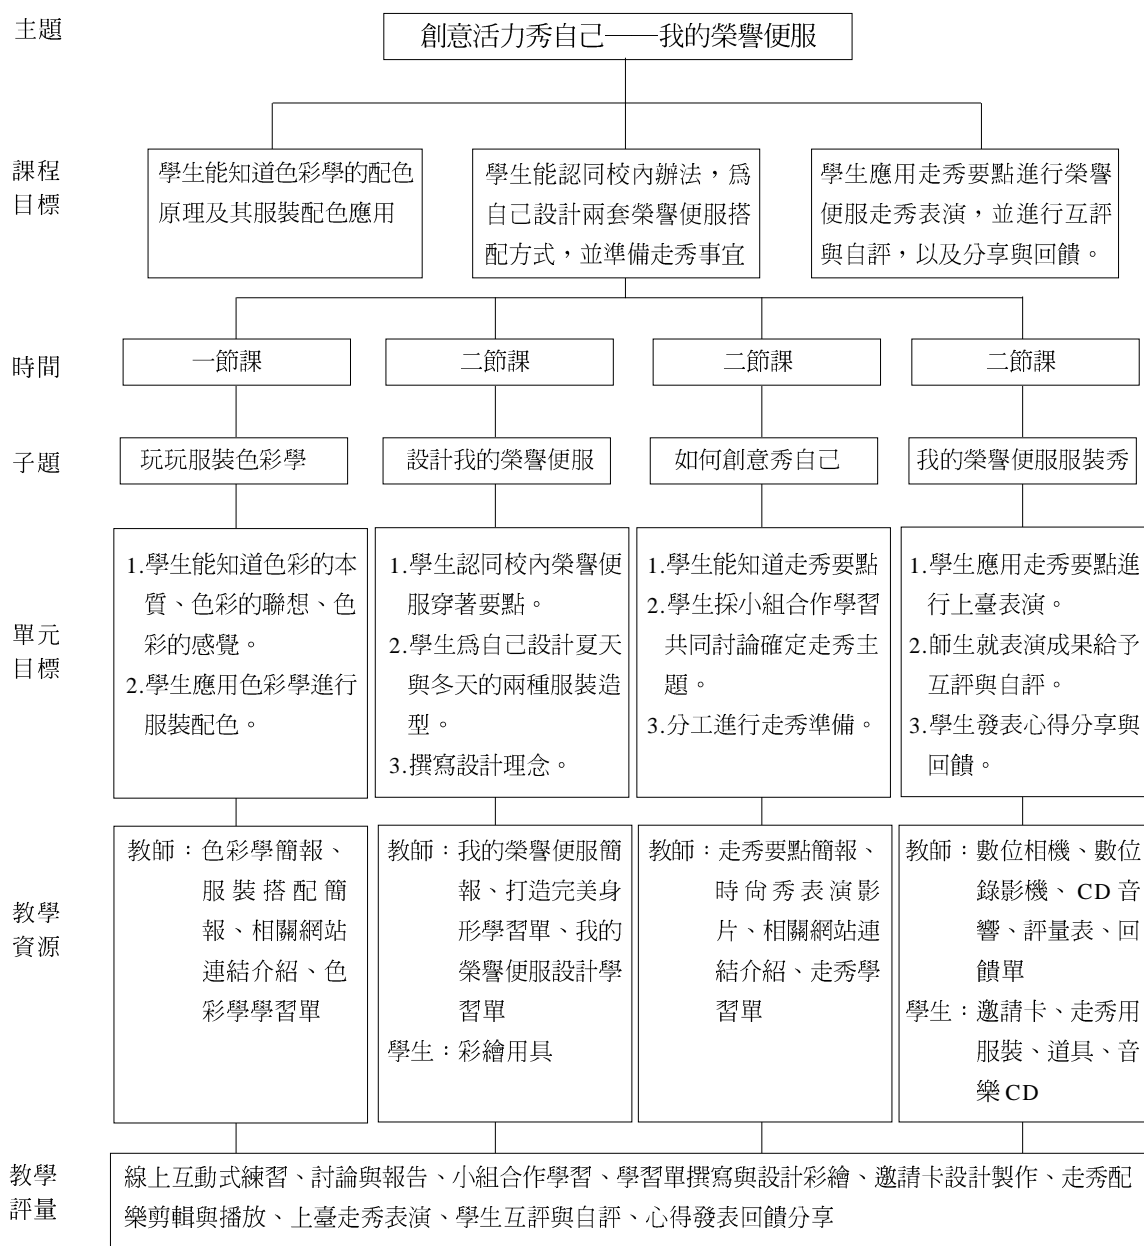 主題
創意活力秀自己——我的榮譽便服
課程
目標
學生能知道色彩學的配色
原理及其服裝配色應用
學生能認同校內辦法，爲
自己設計兩套榮譽便服搭
配方式，並準備走秀事宜
學生應用走秀要點進行榮譽
便服走秀表演，並進行互評
與自評，以及分享與回饋。
時間
一節課
二節課
二節課
二節課
子題
玩玩服裝色彩學
設計我的榮譽便服
如何創意秀自己
我的榮譽便服服裝秀
單元
目標
1.學生能知道色彩的本
質、色彩的聯想、色
彩的感覺。
2.學生應用色彩學進行
服裝配色。
1.學生認同校內榮譽便
服穿著要點。
2.學生爲自己設計夏天
與冬天的兩種服裝造
型。
3.撰寫設計理念。
1.學生能知道走秀要點
2.學生採小組合作學習
共同討論確定走秀主
題。
3.分工進行走秀準備。
1.學生應用走秀要點進
行上臺表演。
2.師生就表演成果給予
互評與自評。
3.學生發表心得分享與
回饋。
教學
資源
教師：色彩學簡報、
服裝搭配簡
報、相關網站
連結介紹、色
彩學學習單
教師：我的榮譽便服簡
報、打造完美身
形學習單、我的
榮譽便服設計學
習單
學生：彩繪用具
教師：走秀要點簡報、
時尚秀表演影
片、相關網站連
結介紹、走秀學
習單
教師：數位相機、數位
錄影機、CD 音
響、評量表、回
饋單
學生：邀請卡、走秀用
服裝、道具、音
樂 CD
教學
評量
線上互動式練習、討論與報告、小組合作學習、學習單撰寫與設計彩繪、邀請卡設計製作、走秀配
樂剪輯與播放、上臺走秀表演、學生互評與自評、心得發表回饋分享